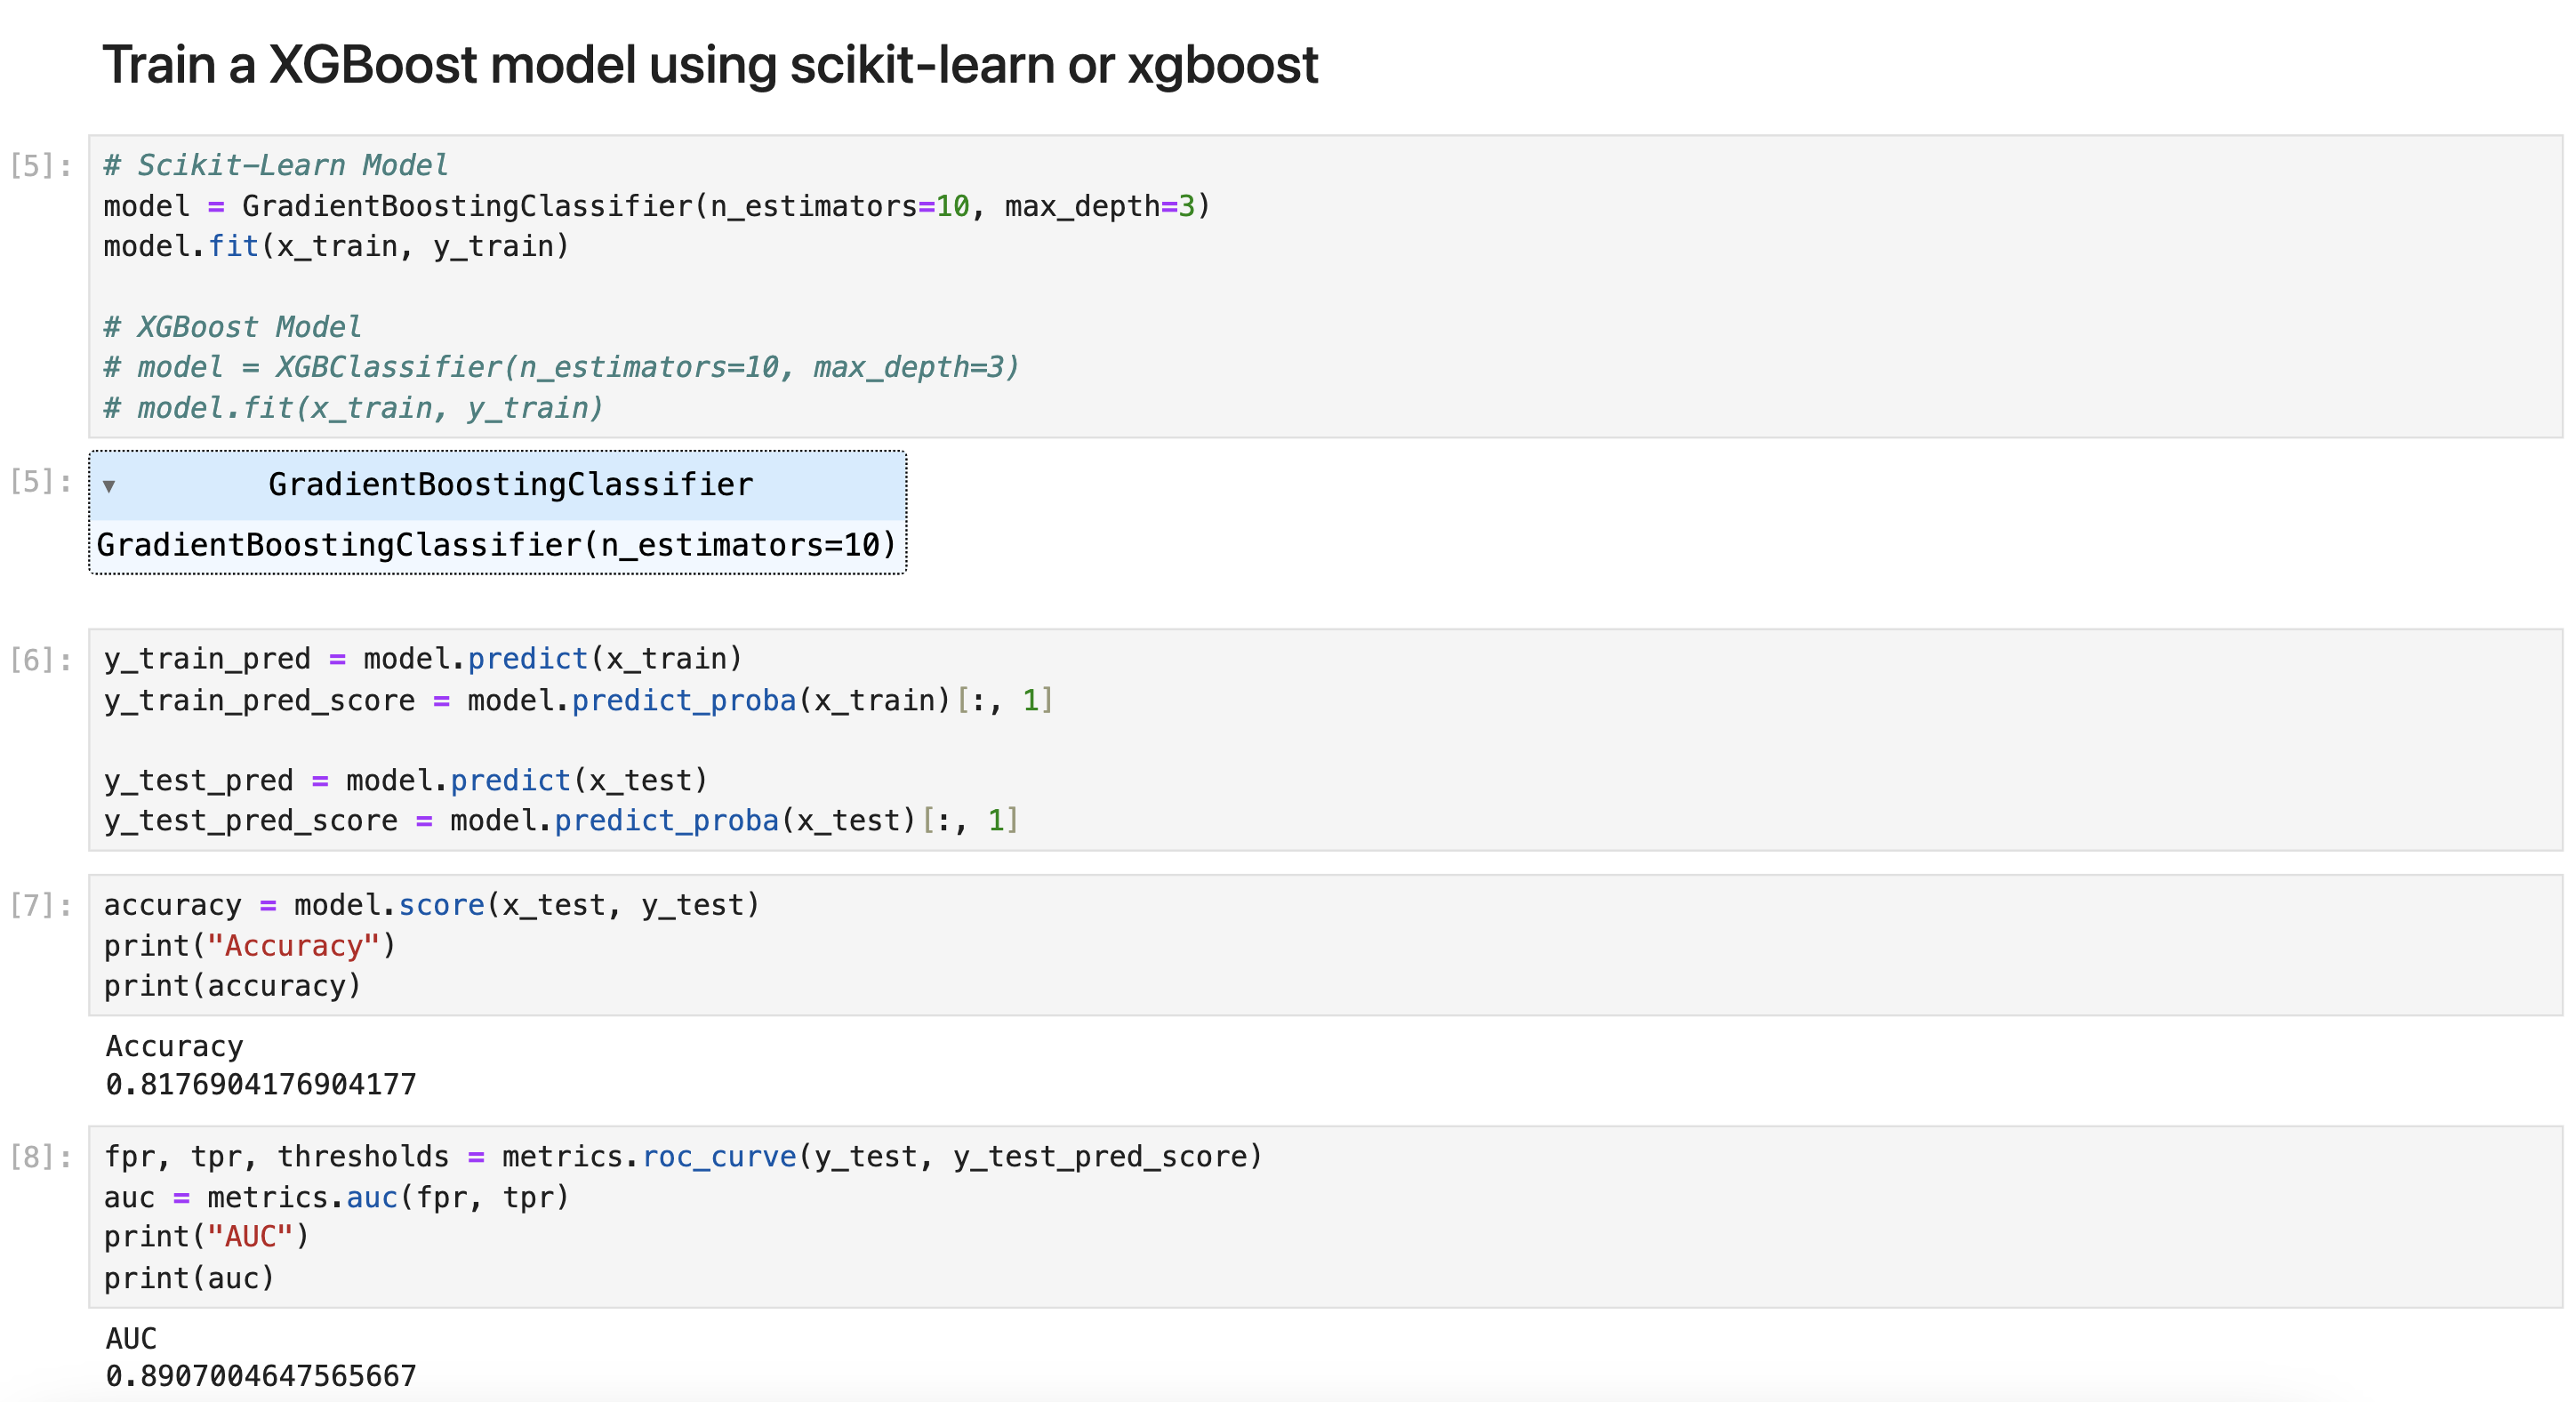 Train a XGBoost model using scikit-learn or xgboost
[5]:
# Scikit-Learn Model
model = GradientBoostingClassifier(n_estimators=10, max_depth=3)
model.fit(x_train, y_train)
# XGBoost Model
# model = XGBClassifier(n_estimators=10, max_depth=3)
# model.fit(x_train, y_train)
[5]:
▼ GradientBoostingClassifier
GradientBoostingClassifier(n_estimators=10)
[6]:
y_train_pred = model.predict(x_train)
y_train_pred_score = model.predict_proba(x_train)[:, 1]
y_test_pred = model.predict(x_test)
y_test_pred_score = model.predict_proba(x_test)[:, 1]
[7]:
accuracy = model.score(x_test, y_test)
print("Accuracy")
print(accuracy)
Accuracy
0.8176904176904177
[8]:
fpr, tpr, thresholds = metrics.roc_curve(y_test, y_test_pred_score)
auc = metrics.auc(fpr, tpr)
print("AUC")
print(auc)
AUC
0.8907004647565667